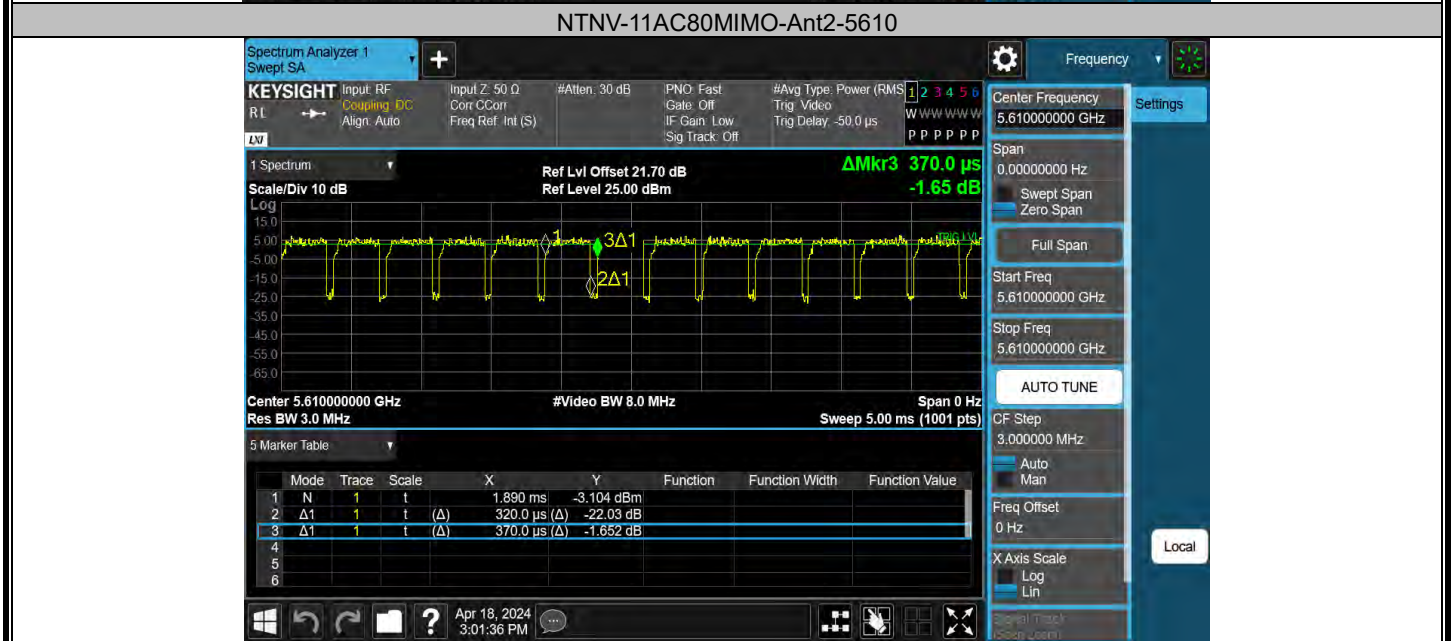 NTNV-11AC80MIMO-Ant2-5610
Spectrum Analyzer 1
Swept SA
Frequency
KEYSIGHT
RL
LXI
Input: RF
Coupling: DC
Align: Auto
Input Z: 50 Ω
Corr CCorr
Freq Ref: Int (S)
#Atten: 30 dB
PNO: Fast
Gate: Off
IF Gain: Low
Sig Track: Off
#Avg Type: Power (RMS
Trig: Video
Trig Delay: -50.0 µs
1 2 3 4 5 6
W W W W W W
P P P P P P
1 Spectrum
Scale/Div 10 dB
Ref Lvl Offset 21.70 dB
Ref Level 25.00 dBm
ΔMkr3 370.0 µs
-1.65 dB
Log
15.0
5.00
-5.00
-15.0
-25.0
-35.0
-45.0
-55.0
-65.0
1
3Δ1
2Δ1
TRIG LVL
Center 5.610000000 GHz
#Video BW 8.0 MHz
Span 0 Hz
Res BW 3.0 MHz
Sweep 5.00 ms (1001 pts)
5 Marker Table
Mode Trace Scale X Y Function Function Width Function Value
1 N 1 t 1.890 ms -3.104 dBm
2 Δ1 1 t (Δ) 320.0 µs (Δ) -22.03 dB
3 Δ1 1 t (Δ) 370.0 µs (Δ) -1.652 dB
4
5
6
Apr 18, 2024
3:01:36 PM
Center Frequency
5.610000000 GHz
Settings
Span
0.00000000 Hz
Swept Span
Zero Span
Full Span
Start Freq
5.610000000 GHz
Stop Freq
5.610000000 GHz
AUTO TUNE
CF Step
3.000000 MHz
Auto
Man
Freq Offset
0 Hz
X Axis Scale
Log
Lin
Signal Track
(Span Zoom)
Local